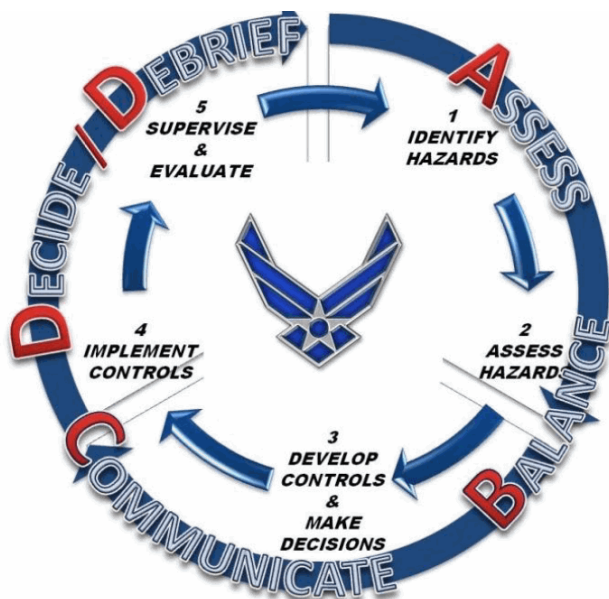 ASSESS
BALANCE
COMMUNICATE
DECIDE / DEBRIEF
1
IDENTIFY
HAZARDS
2
ASSESS
HAZARDS
3
DEVELOP
CONTROLS
&
MAKE
DECISIONS
4
IMPLEMENT
CONTROLS
5
SUPERVISE
&
EVALUATE